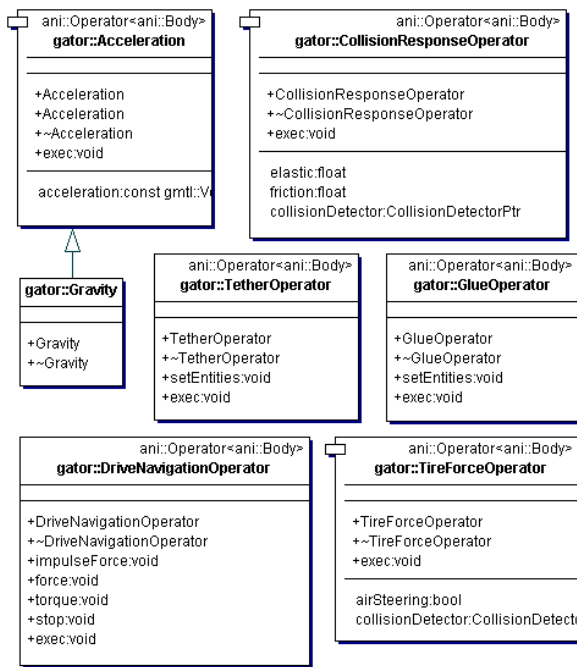 ani::Operator<ani::Body>
gator::Acceleration
+Acceleration
+Acceleration
+~Acceleration
+exec:void
acceleration:const gmtl::V
ani::Operator<ani::Body>
gator::CollisionResponseOperator
+CollisionResponseOperator
+~CollisionResponseOperator
+exec:void
elastic:float
friction:float
collisionDetector:CollisionDetectorPtr
gator::Gravity
+Gravity
+~Gravity
ani::Operator<ani::Body>
gator::TetherOperator
+TetherOperator
+~TetherOperator
+setEntities:void
+exec:void
ani::Operator<ani::Body>
gator::GlueOperator
+GlueOperator
+~GlueOperator
+setEntities:void
+exec:void
ani::Operator<ani::Body>
gator::DriveNavigationOperator
+DriveNavigationOperator
+~DriveNavigationOperator
+impulseForce:void
+force:void
+torque:void
+stop:void
+exec:void
ani::Operator<ani::Body>
gator::TireForceOperator
+TireForceOperator
+~TireForceOperator
+exec:void
airSteering:bool
collisionDetector:CollisionDetector